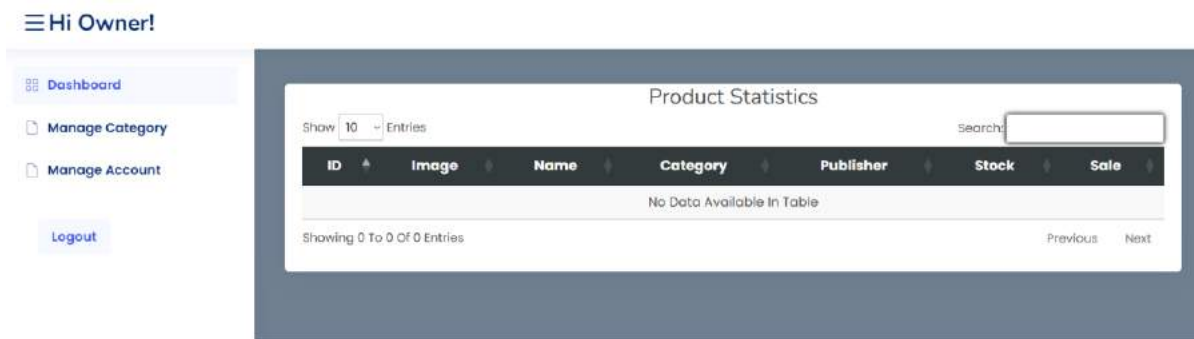 Hi Owner!
Dashboard
Manage Category
Manage Account
Logout
Product Statistics
Show 10 Entries
Search:
ID Image Name Category Publisher Stock Sale
No Data Available In Table
Showing 0 To 0 Of 0 Entries
Previous Next